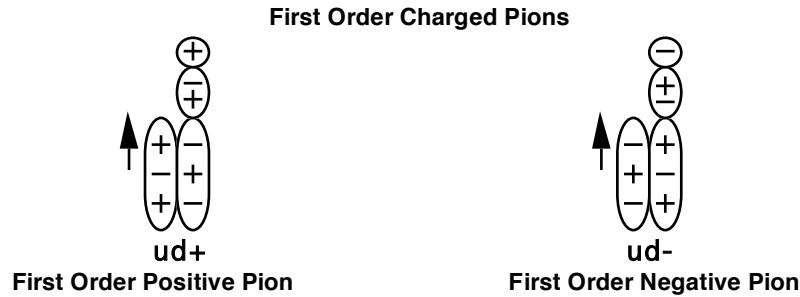 First Order Charged Pions
+ −
− +
+ −
+ − − +
− + + −
+ − − +
ud+ ud-
First Order Positive Pion First Order Negative Pion